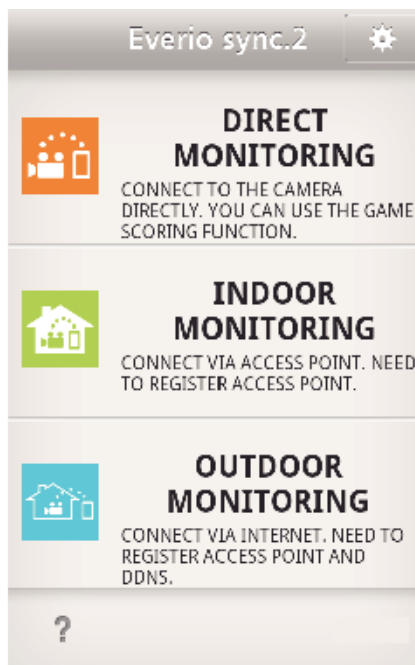 Everio sync.2
DIRECT
MONITORING
CONNECT TO THE CAMERA
DIRECTLY. YOU CAN USE THE GAME
SCORING FUNCTION.
INDOOR
MONITORING
CONNECT VIA ACCESS POINT. NEED
TO REGISTER ACCESS POINT.
OUTDOOR
MONITORING
CONNECT VIA INTERNET. NEED TO
REGISTER ACCESS POINT AND
DDNS.
?